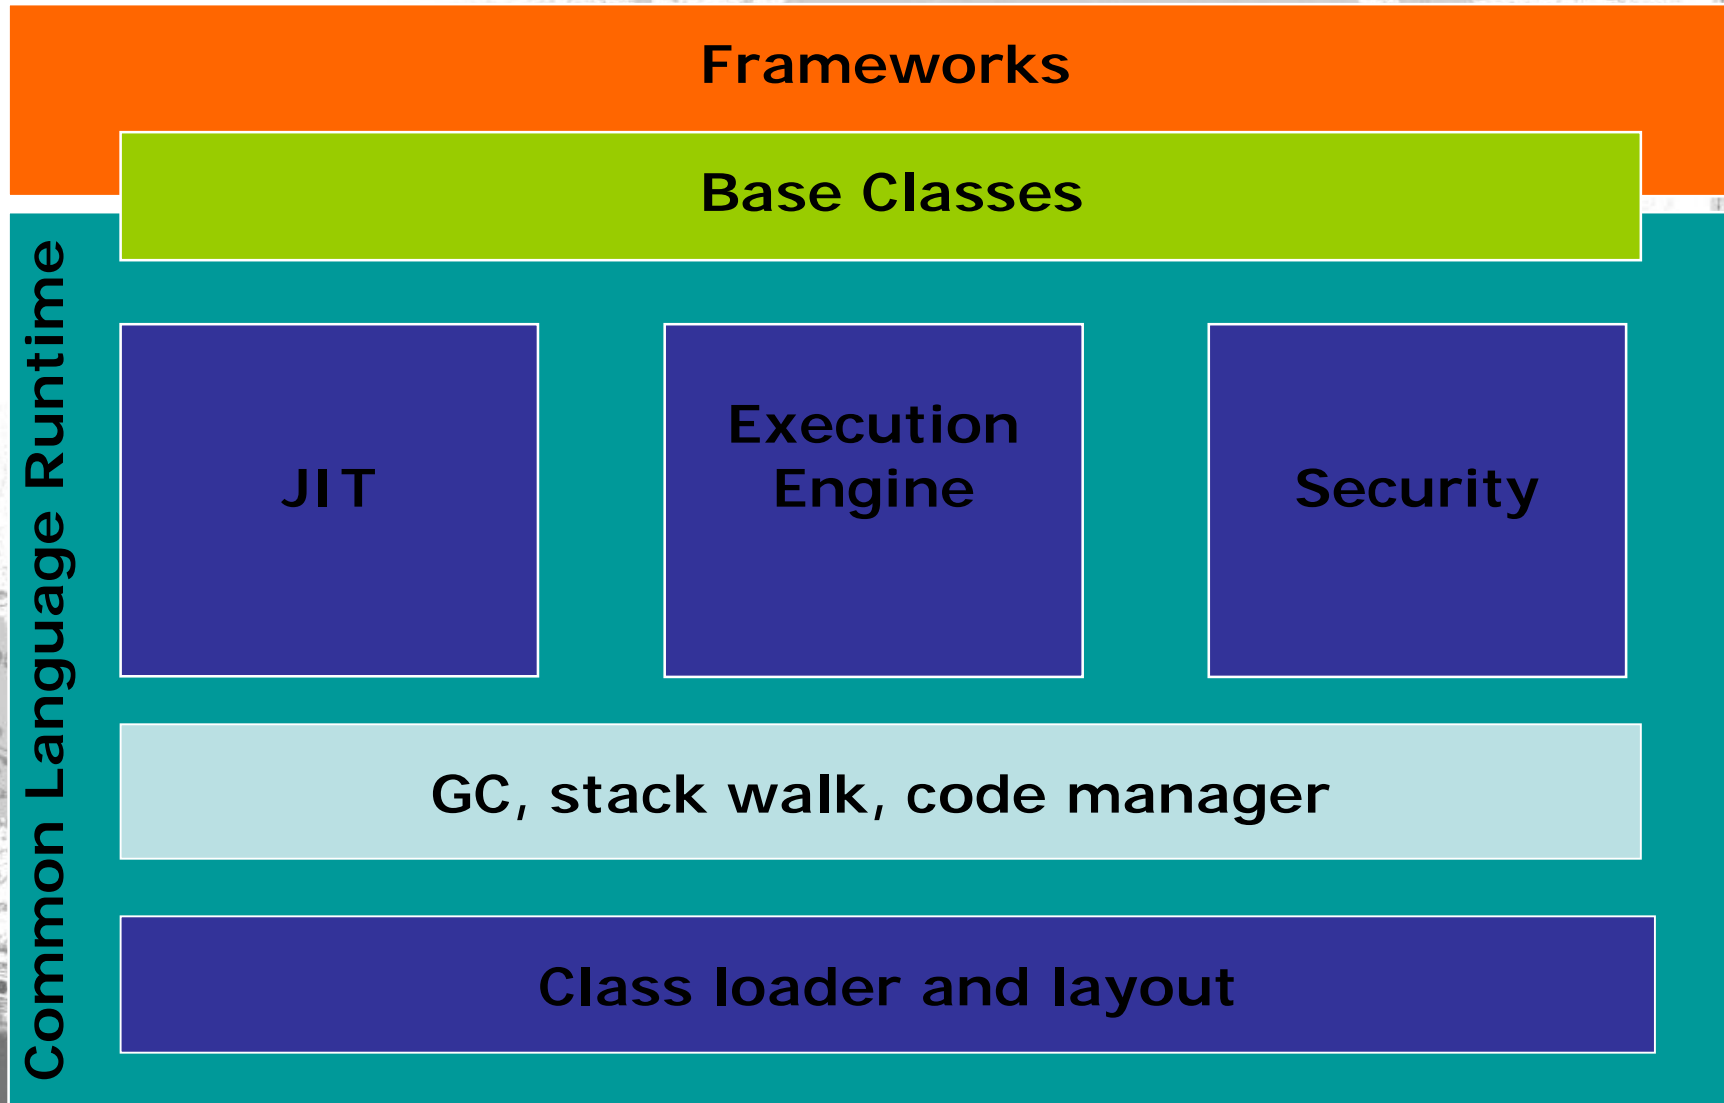 Frameworks
Base Classes
Common Language Runtime
JIT
Execution
Engine
Security
GC, stack walk, code manager
Class loader and layout